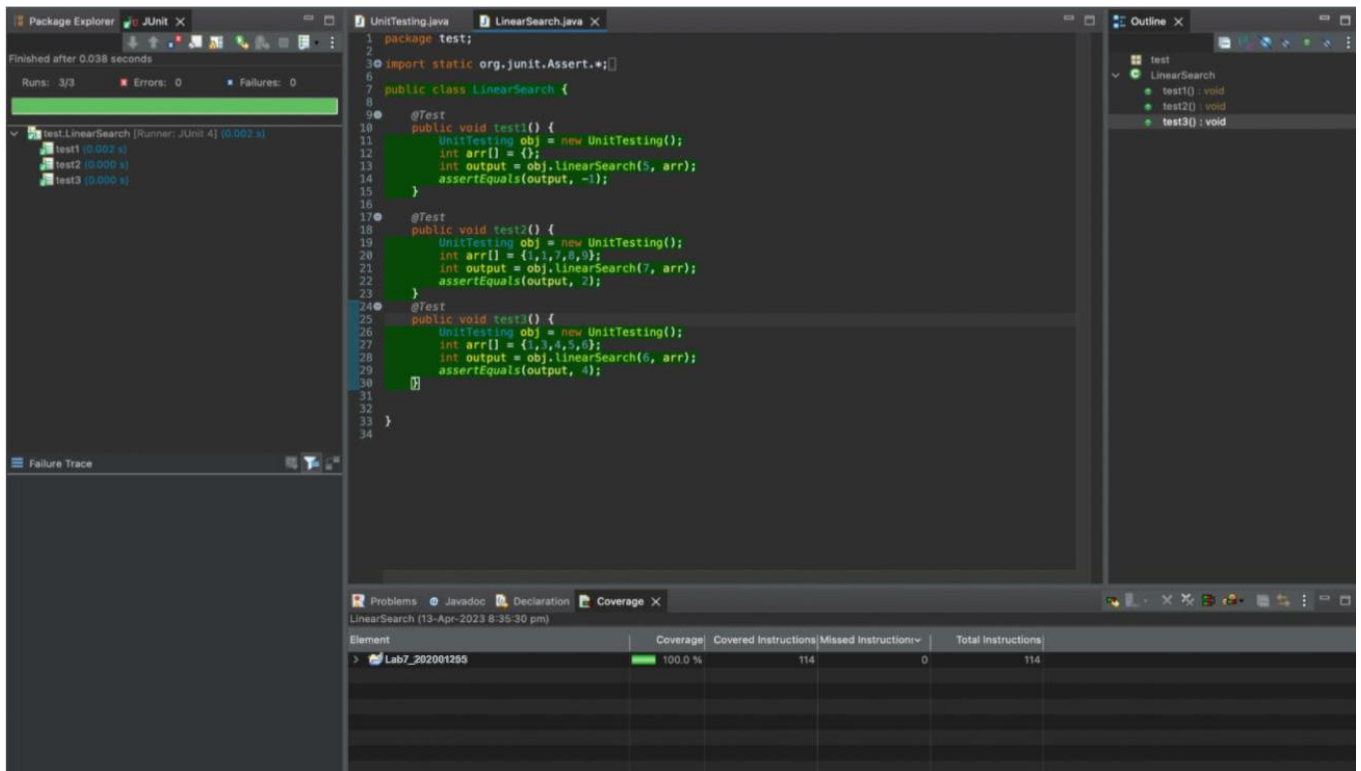 Package Explorer JUnit
Finished after 0.038 seconds
Runs: 3/3 Errors: 0 Failures: 0
test.LinearSearch [Runner: JUnit 4] (0.002 s)
test1 (0.002 s)
test2 (0.000 s)
test3 (0.000 s)
Failure Trace
UnitTesting.java LinearSearch.java
1 package test;
2
3 import static org.junit.Assert.*;
6
7 public class LinearSearch {
8
9 @Test
10 public void test1() {
11 UnitTesting obj = new UnitTesting();
12 int arr[] = {};
13 int output = obj.linearSearch(5, arr);
14 assertEquals(output, -1);
15 }
16
17 @Test
18 public void test2() {
19 UnitTesting obj = new UnitTesting();
20 int arr[] = {1,1,7,8,9};
21 int output = obj.linearSearch(7, arr);
22 assertEquals(output, 2);
23 }
24 @Test
25 public void test3() {
26 UnitTesting obj = new UnitTesting();
27 int arr[] = {1,3,4,5,6};
28 int output = obj.linearSearch(6, arr);
29 assertEquals(output, 4);
30 }
31
32
33 }
34
Outline
test
LinearSearch
test1() : void
test2() : void
test3() : void
Problems Javadoc Declaration Coverage
LinearSearch (13-Apr-2023 8:35:30 pm)
Element Coverage Covered Instructions Missed Instructions Total Instructions
Lab7_202001255 100.0 % 114 0 114